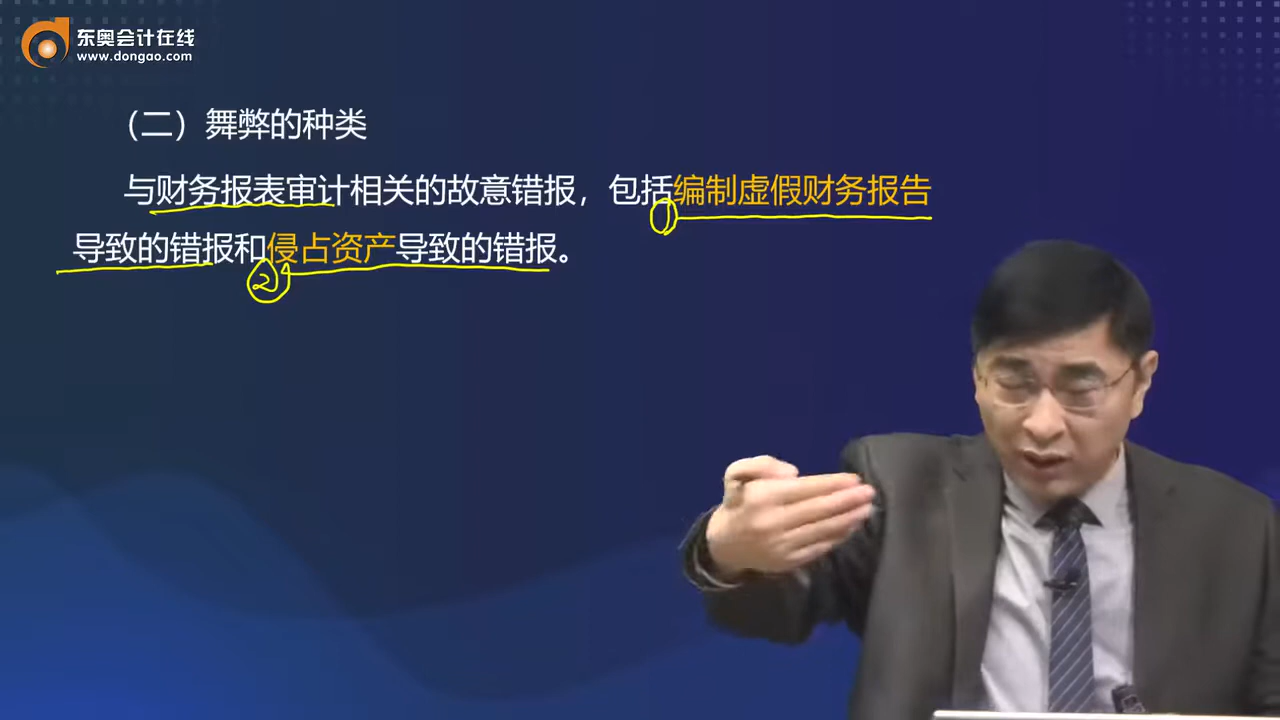 东奥会计在线
www.dongao.com
（二）舞弊的种类
与财务报表审计相关的故意错报，包括编制虚假财务报告
导致的错报和侵占资产导致的错报。
1
2